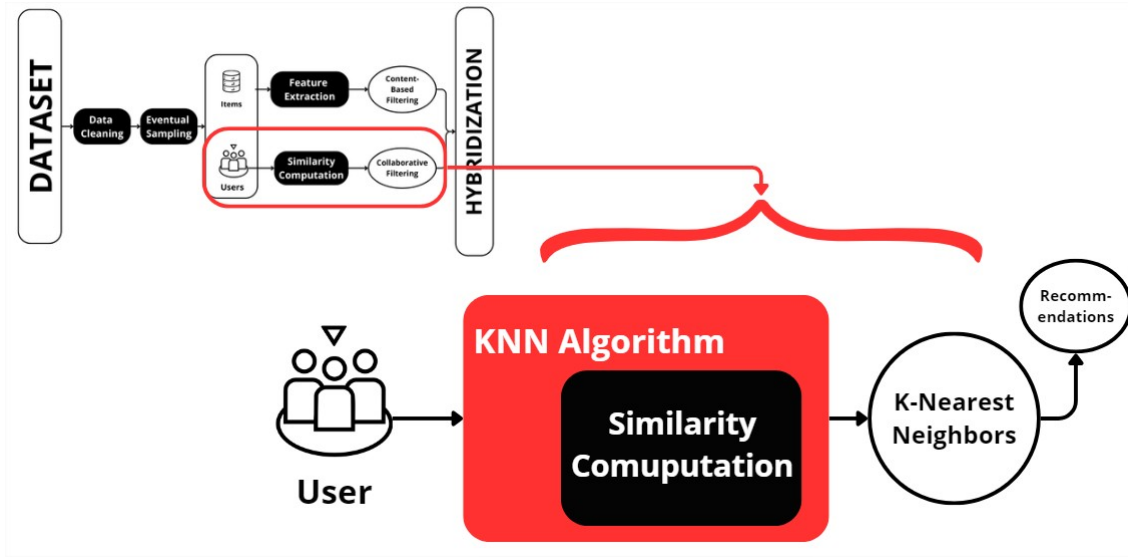 DATASET
Data
Cleaning
Eventual
Sampling
Items
Users
Feature
Extraction
Content-
Based
Filtering
Similarity
Computation
Collaborative
Filtering
HYBRIDIZATION
KNN Algorithm
Similarity
Comuputation
User
K-Nearest
Neighbors
Recomm-
endations